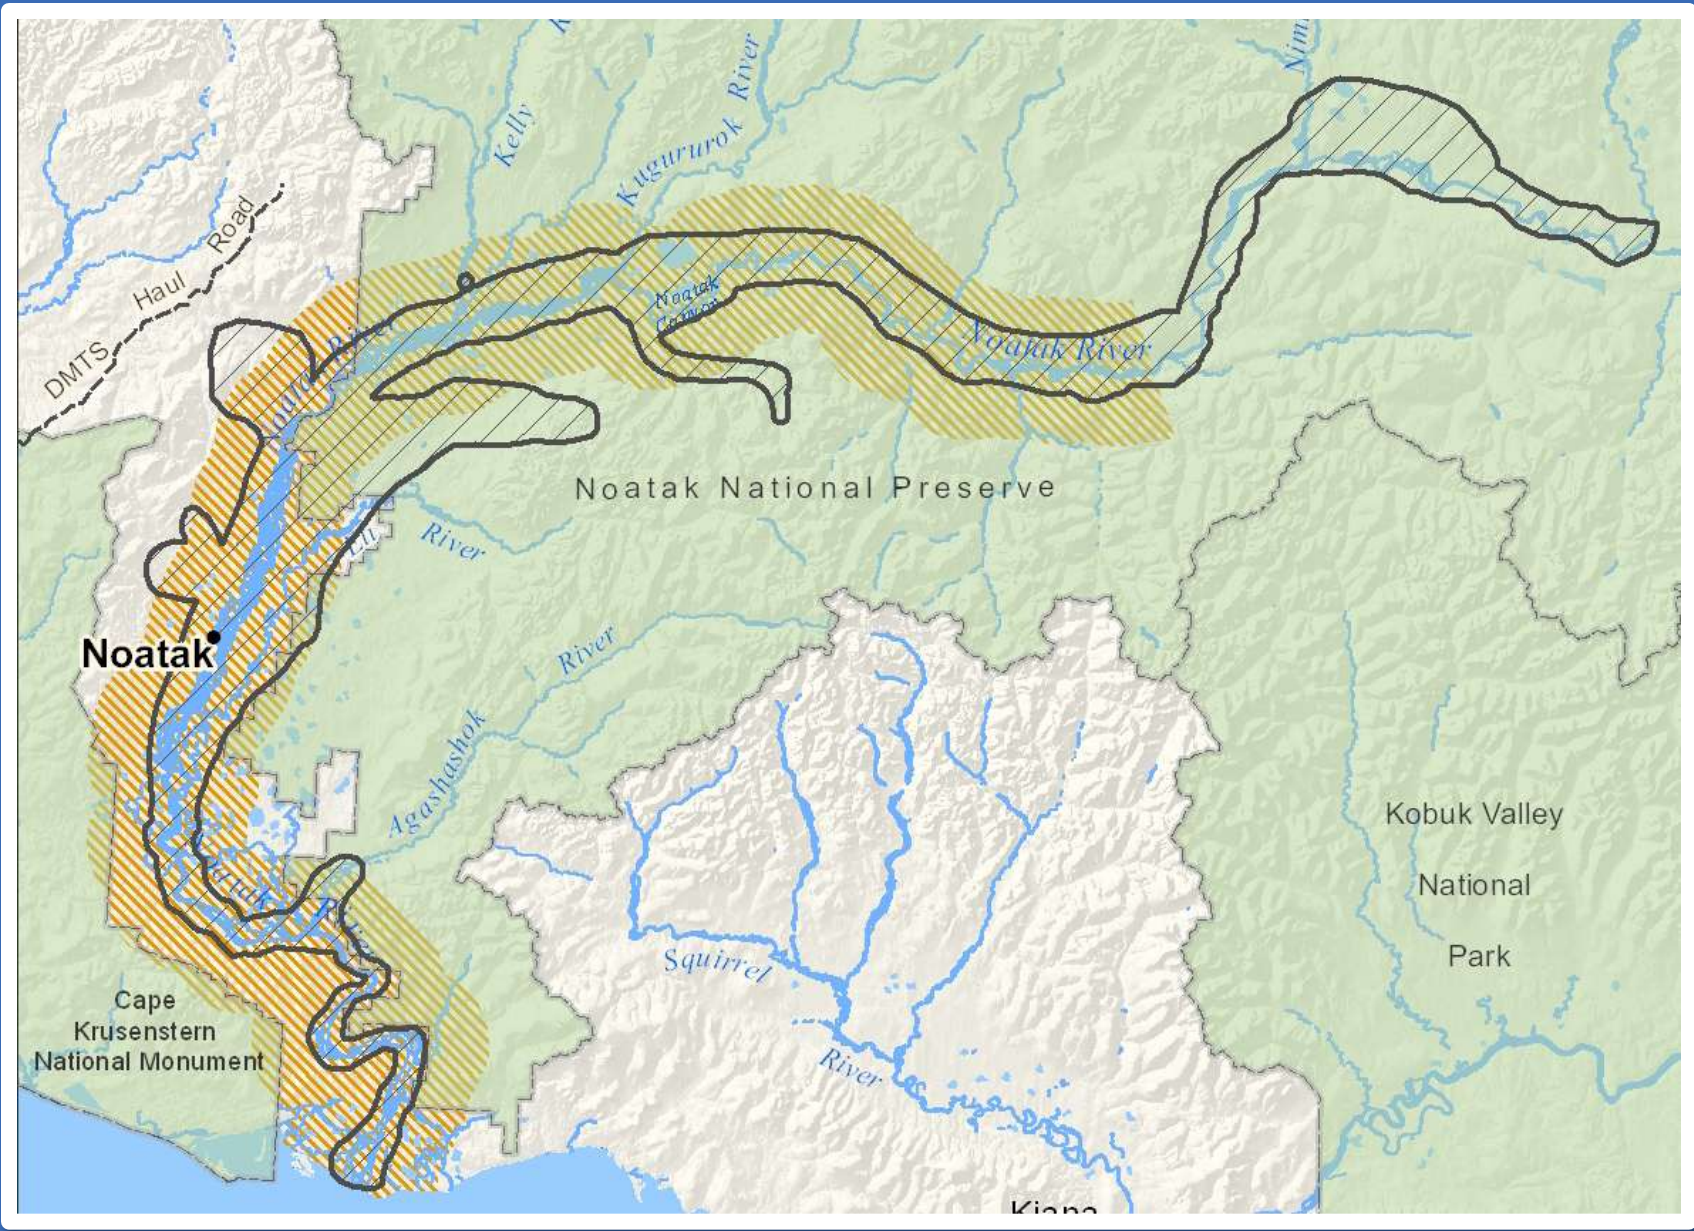 Kelly
Kugururok River
DMTS Haul Road
Noatak
Canyon
Noatak River
River
Noatak National Preserve
River
Noatak
River
Agashashok
Kobuk Valley
National
Park
Squirrel
River
Cape
Krusenstern
National Monument